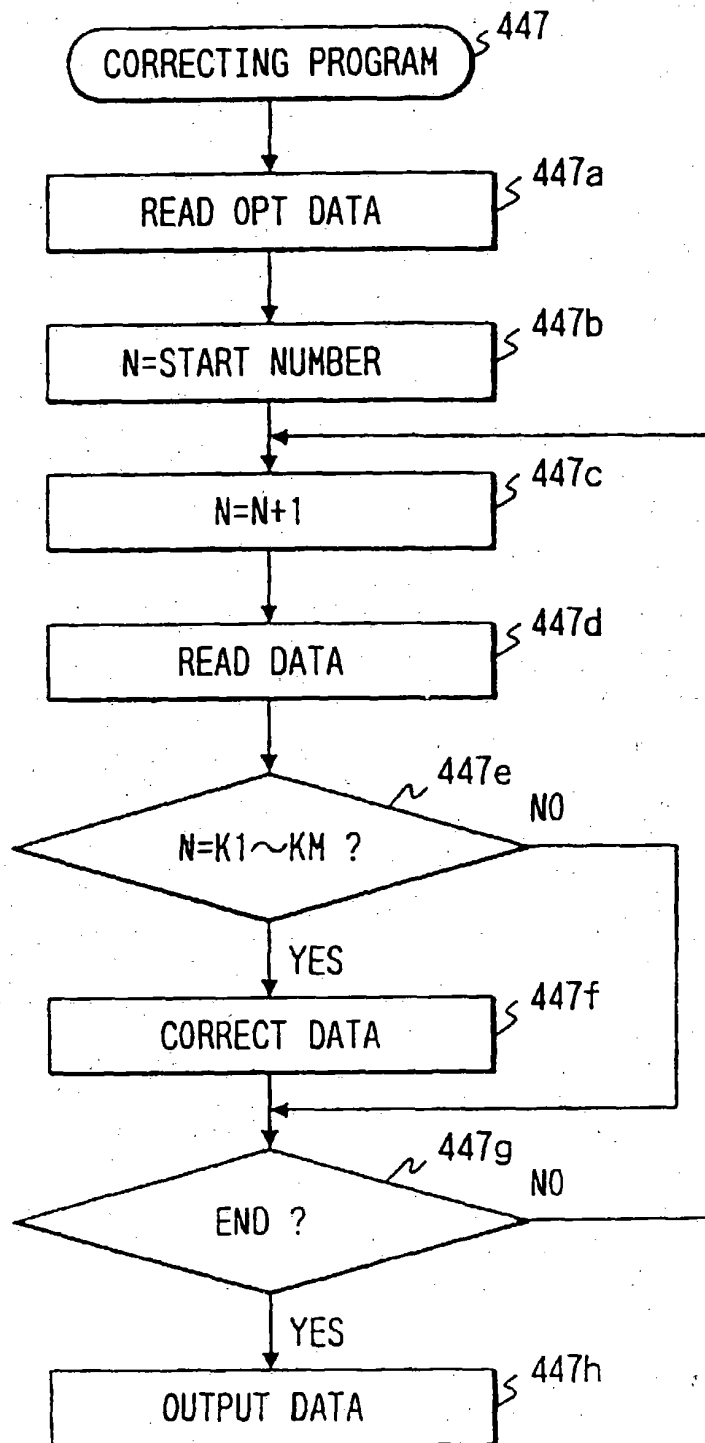 CORRECTING PROGRAM
447
READ OPT DATA
447a
N=START NUMBER
447b
N=N+1
447c
READ DATA
447d
N=K1～KM ?
447e
NO
YES
CORRECT DATA
447f
END ?
447g
NO
YES
OUTPUT DATA
447h